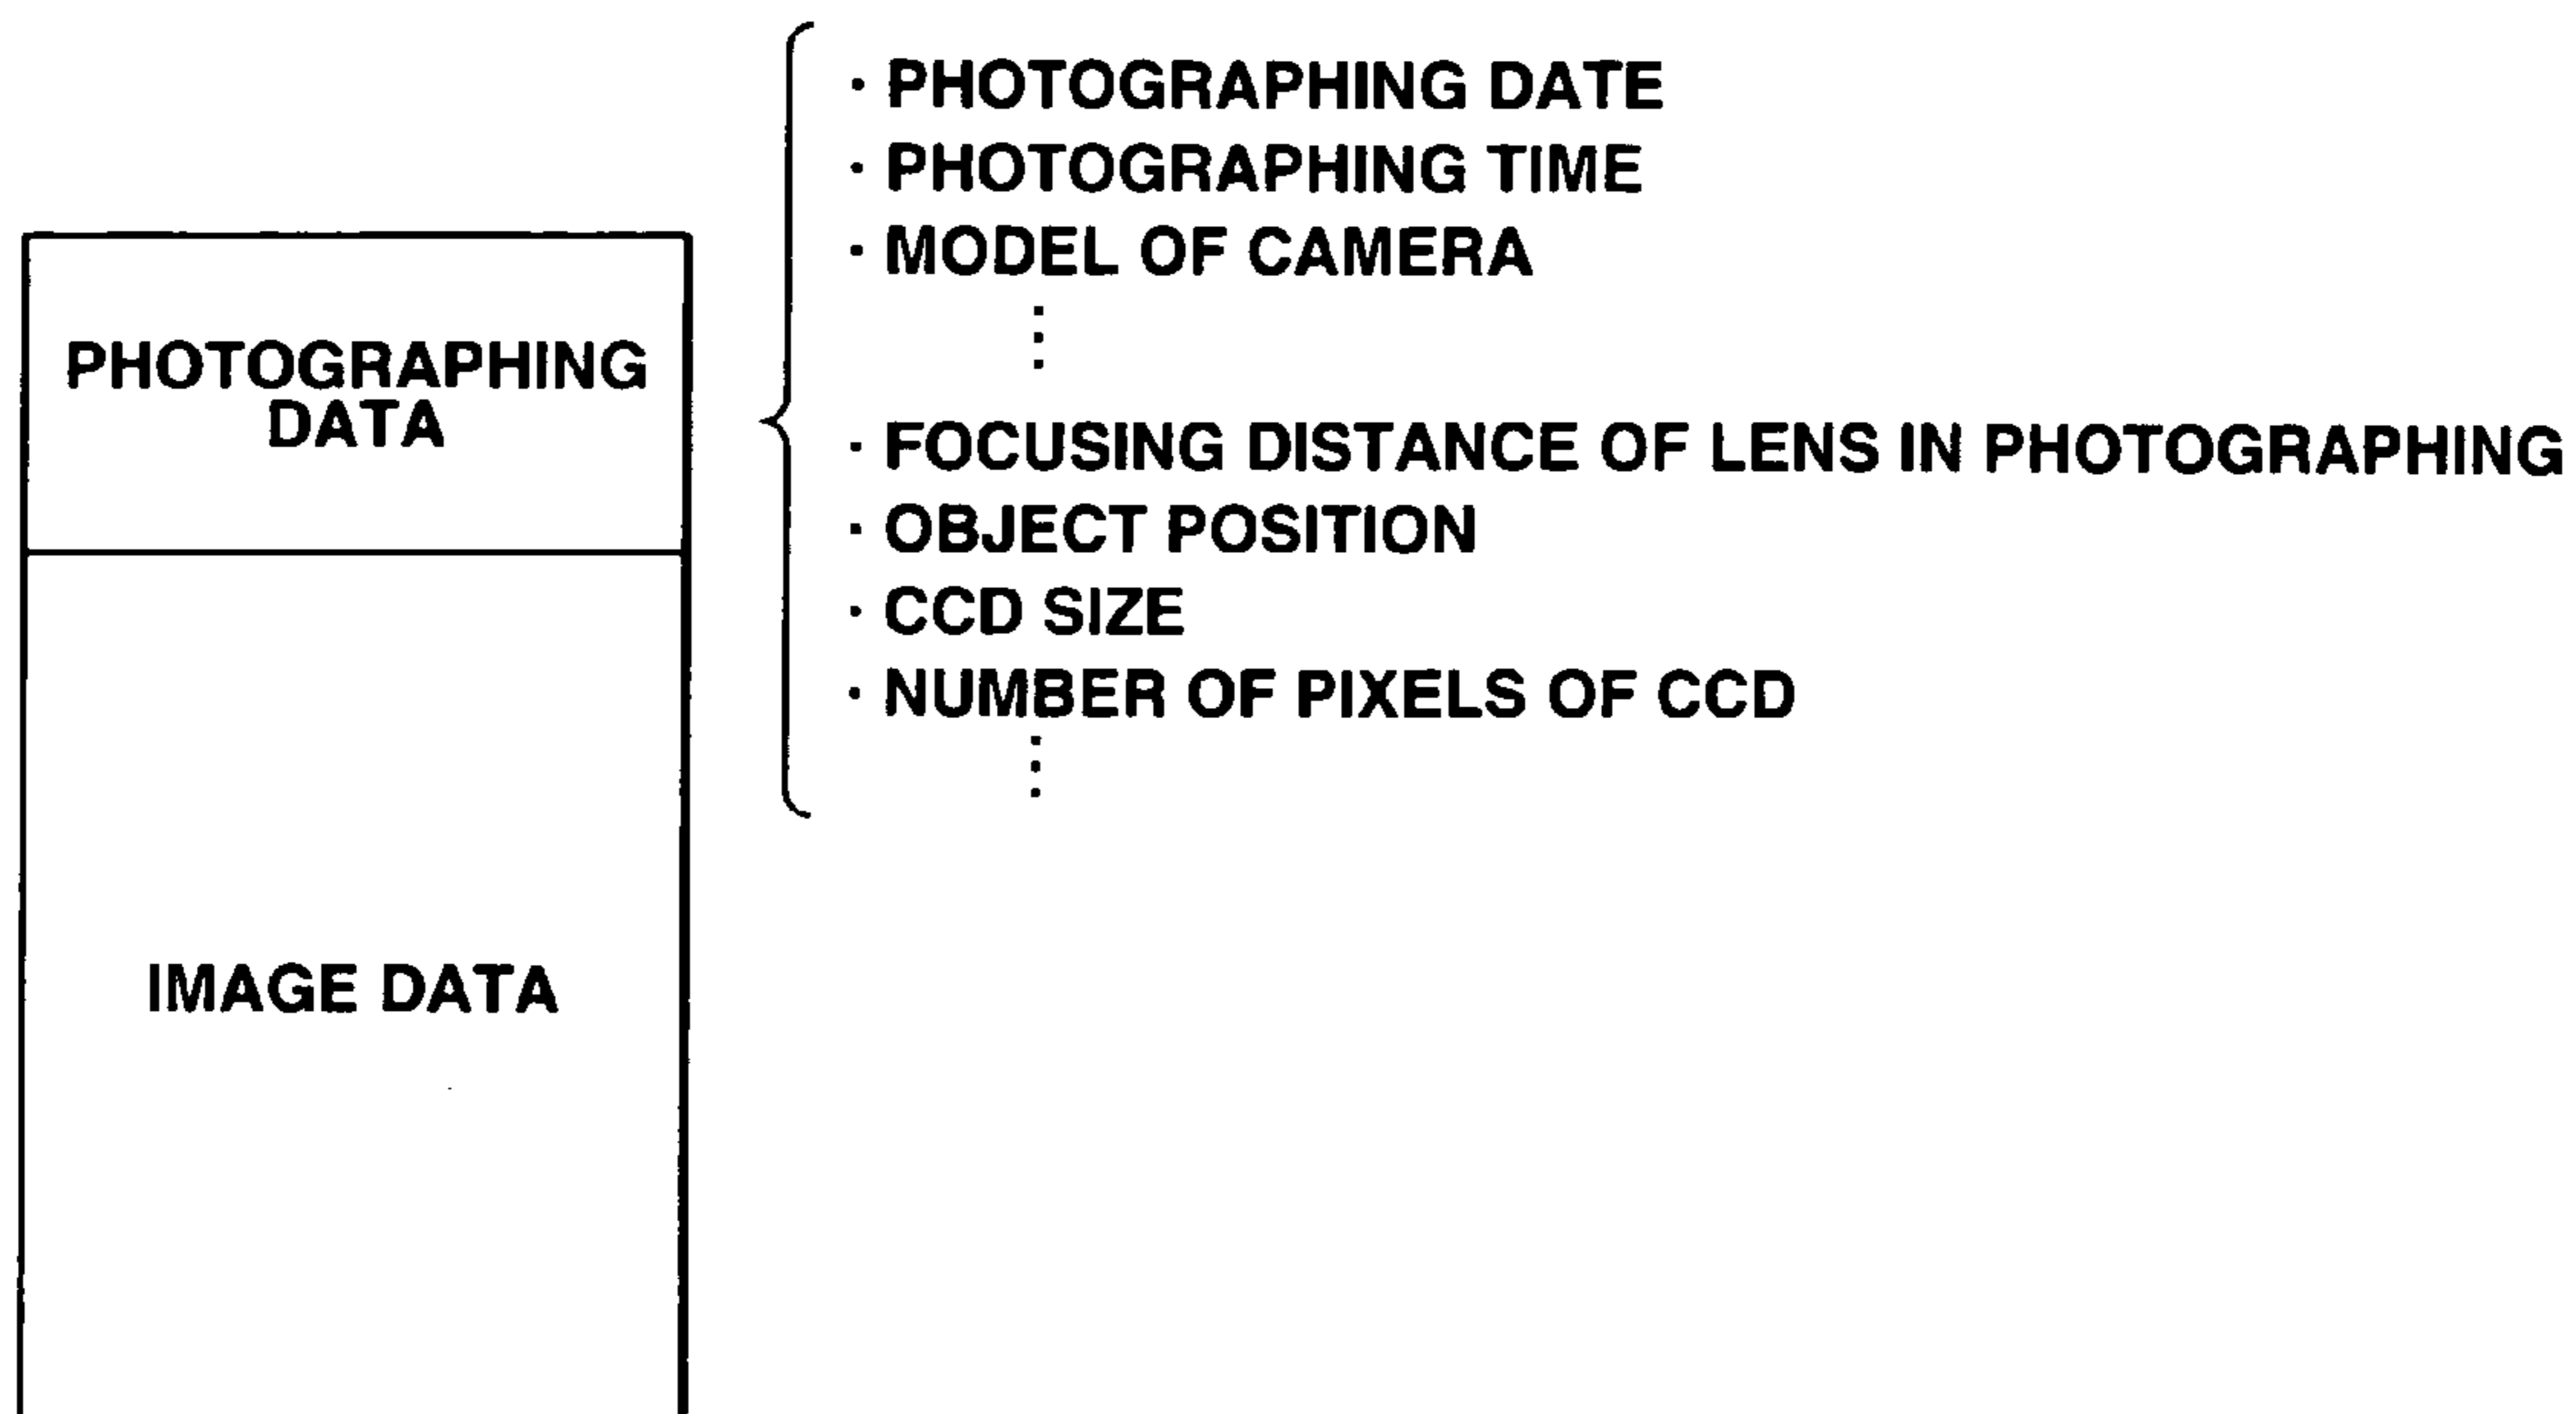 PHOTOGRAPHING
DATA
IMAGE DATA
· PHOTOGRAPHING DATE
· PHOTOGRAPHING TIME
· MODEL OF CAMERA
· FOCUSING DISTANCE OF LENS IN PHOTOGRAPHING
· OBJECT POSITION
· CCD SIZE
· NUMBER OF PIXELS OF CCD